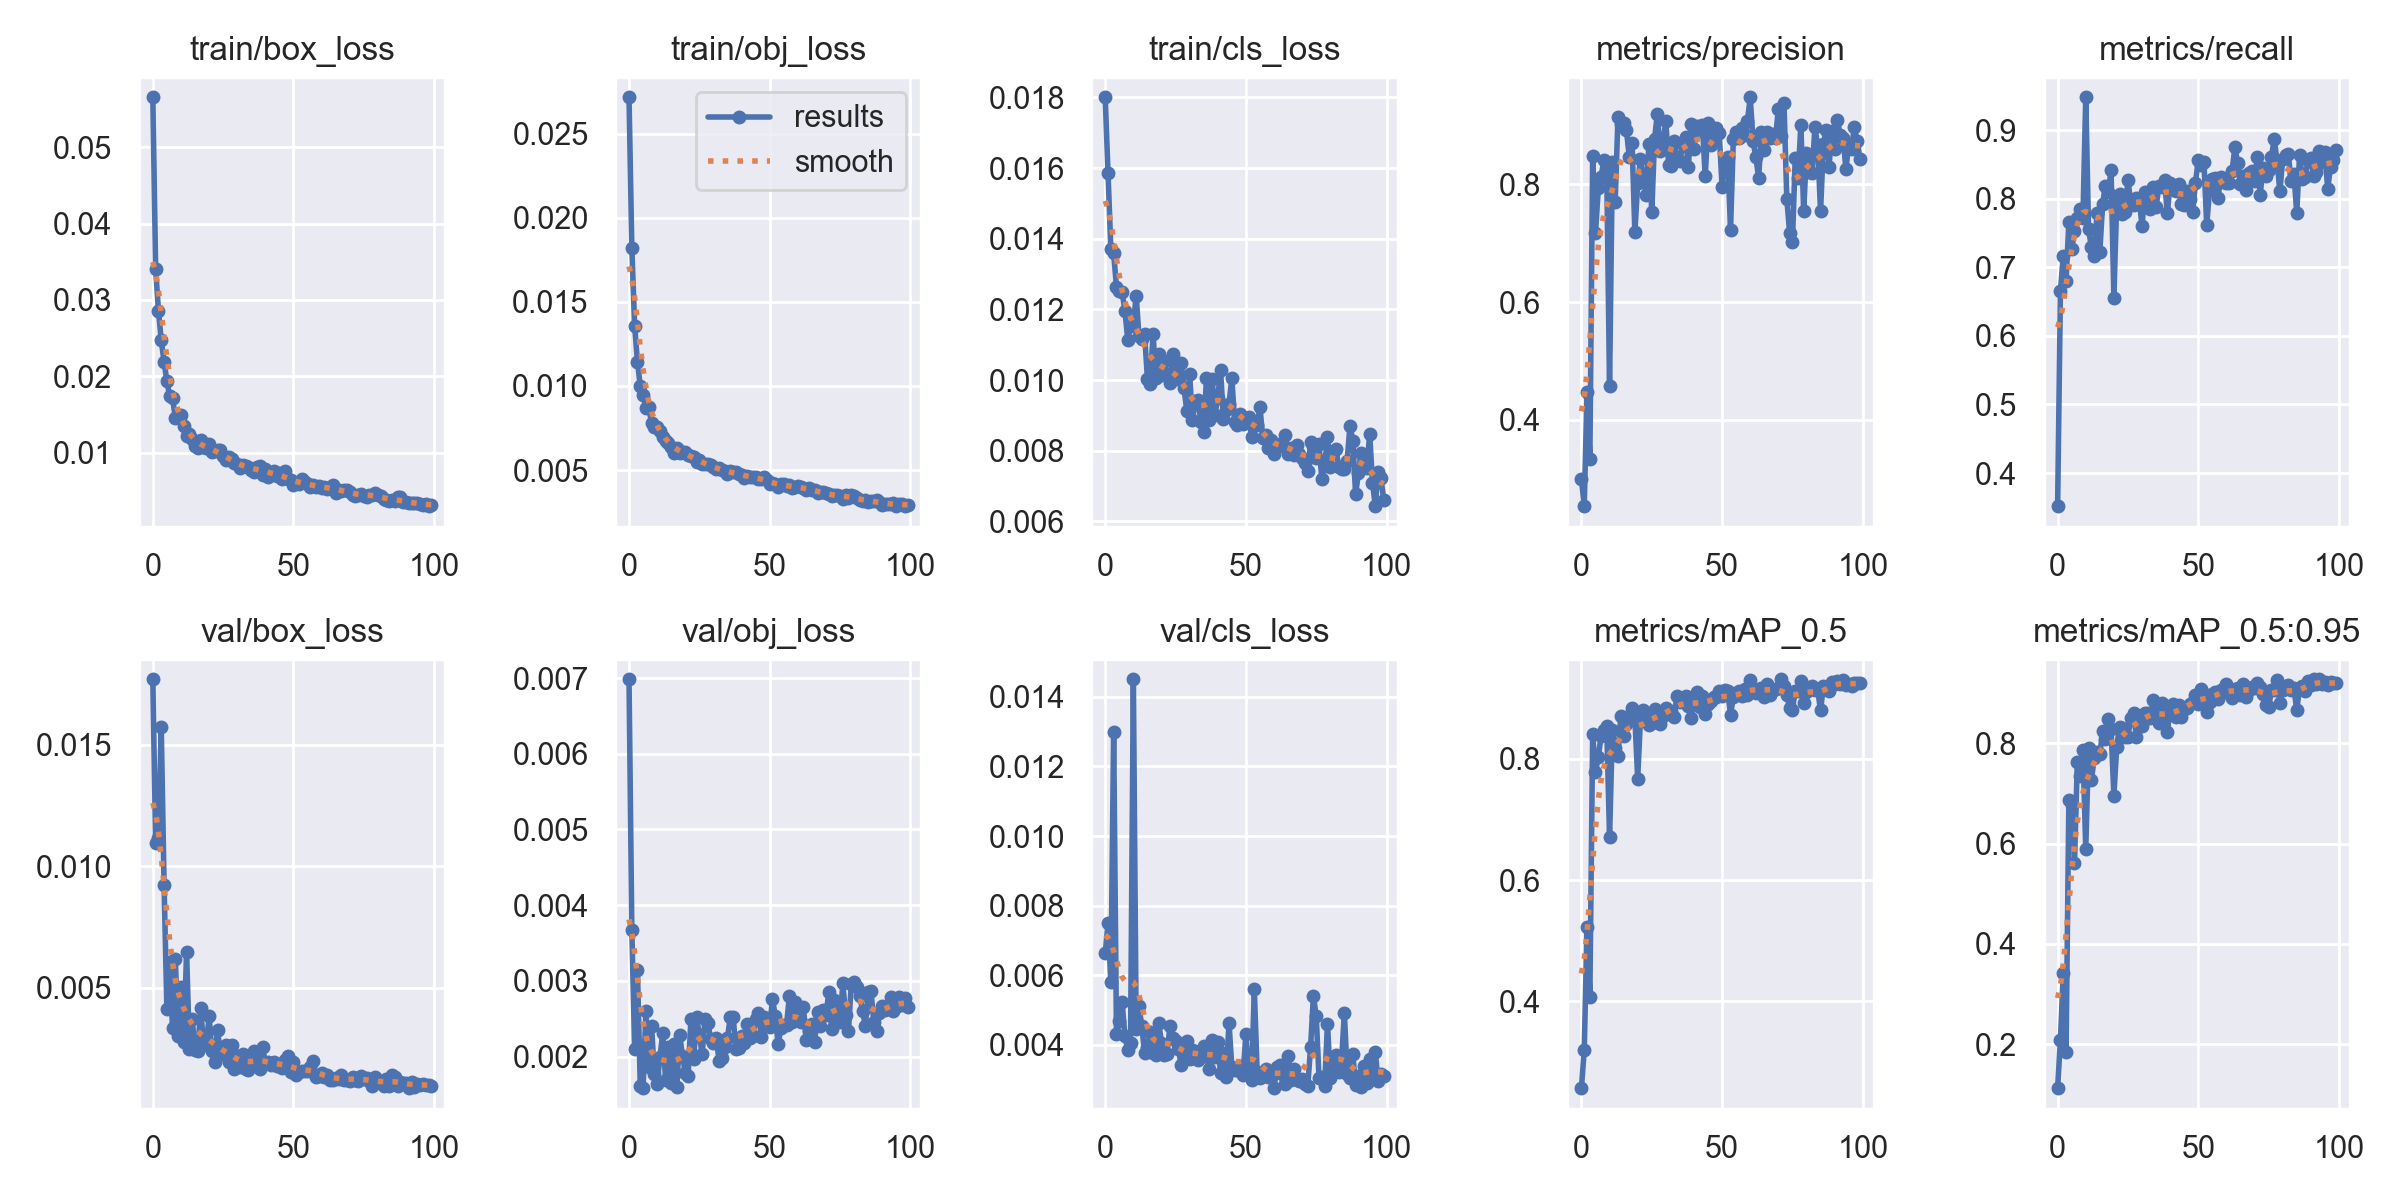 train/box_loss
0.05
0.04
0.03
0.02
0.01
0 50 100
train/obj_loss
results
smooth
0.025
0.020
0.015
0.010
0.005
0 50 100
train/cls_loss
0.018
0.016
0.014
0.012
0.010
0.008
0.006
0 50 100
metrics/precision
0.8
0.6
0.4
0 50 100
metrics/recall
0.9
0.8
0.7
0.6
0.5
0.4
0 50 100
val/box_loss
0.015
0.010
0.005
0 50 100
val/obj_loss
0.007
0.006
0.005
0.004
0.003
0.002
0 50 100
val/cls_loss
0.014
0.012
0.010
0.008
0.006
0.004
0 50 100
metrics/mAP_0.5
0.8
0.6
0.4
0 50 100
metrics/mAP_0.5:0.95
0.8
0.6
0.4
0.2
0 50 100